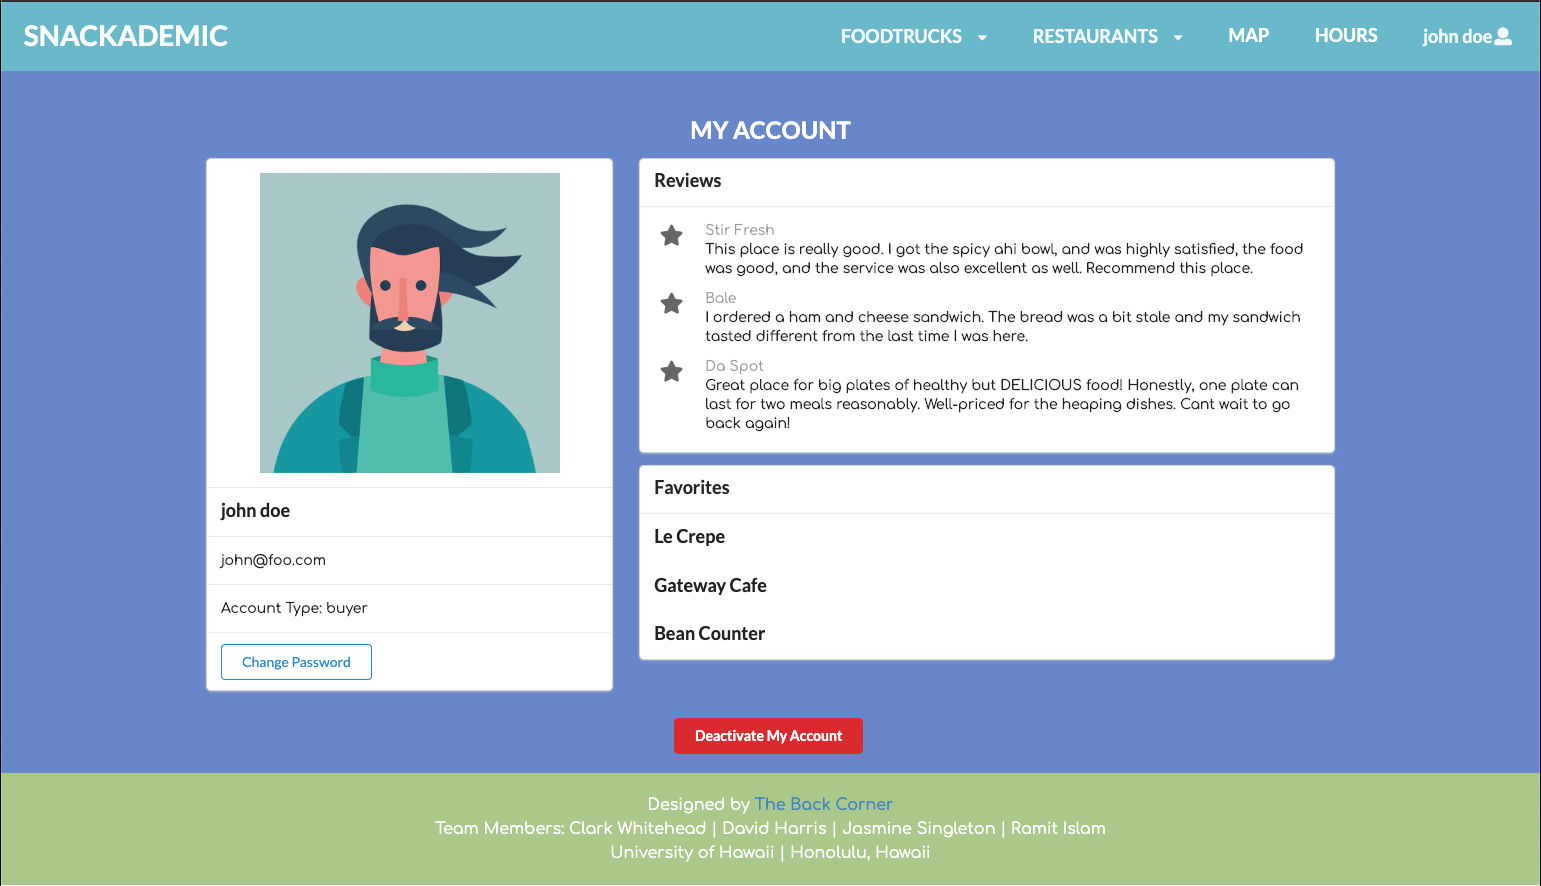 SNACKADEMIC
FOODTRUCKS
RESTAURANTS
MAP
HOURS
john doe
MY ACCOUNT
john doe
john@foo.com
Account Type: buyer
Change Password
Reviews
Stir Fresh
This place is really good. I got the spicy ahi bowl, and was highly satisfied, the food
was good, and the service was also excellent as well. Recommend this place.
Bale
I ordered a ham and cheese sandwich. The bread was a bit stale and my sandwich
tasted different from the last time I was here.
Da Spot
Great place for big plates of healthy but DELICIOUS food! Honestly, one plate can
last for two meals reasonably. Well-priced for the heaping dishes. Cant wait to go
back again!
Favorites
Le Crepe
Gateway Cafe
Bean Counter
Deactivate My Account
Designed by The Back Corner
Team Members: Clark Whitehead | David Harris | Jasmine Singleton | Ramit Islam
University of Hawaii | Honolulu, Hawaii